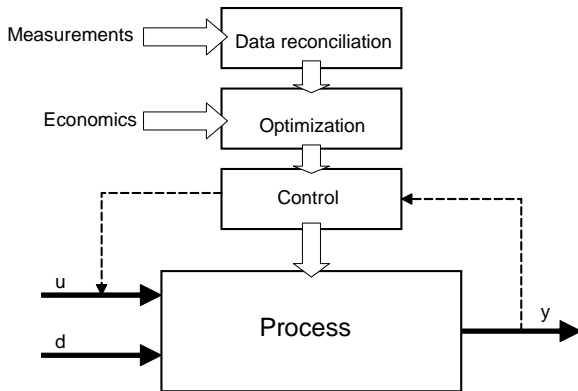 Measurements
Data reconciliation
Economics
Optimization
Control
u
d
Process
y